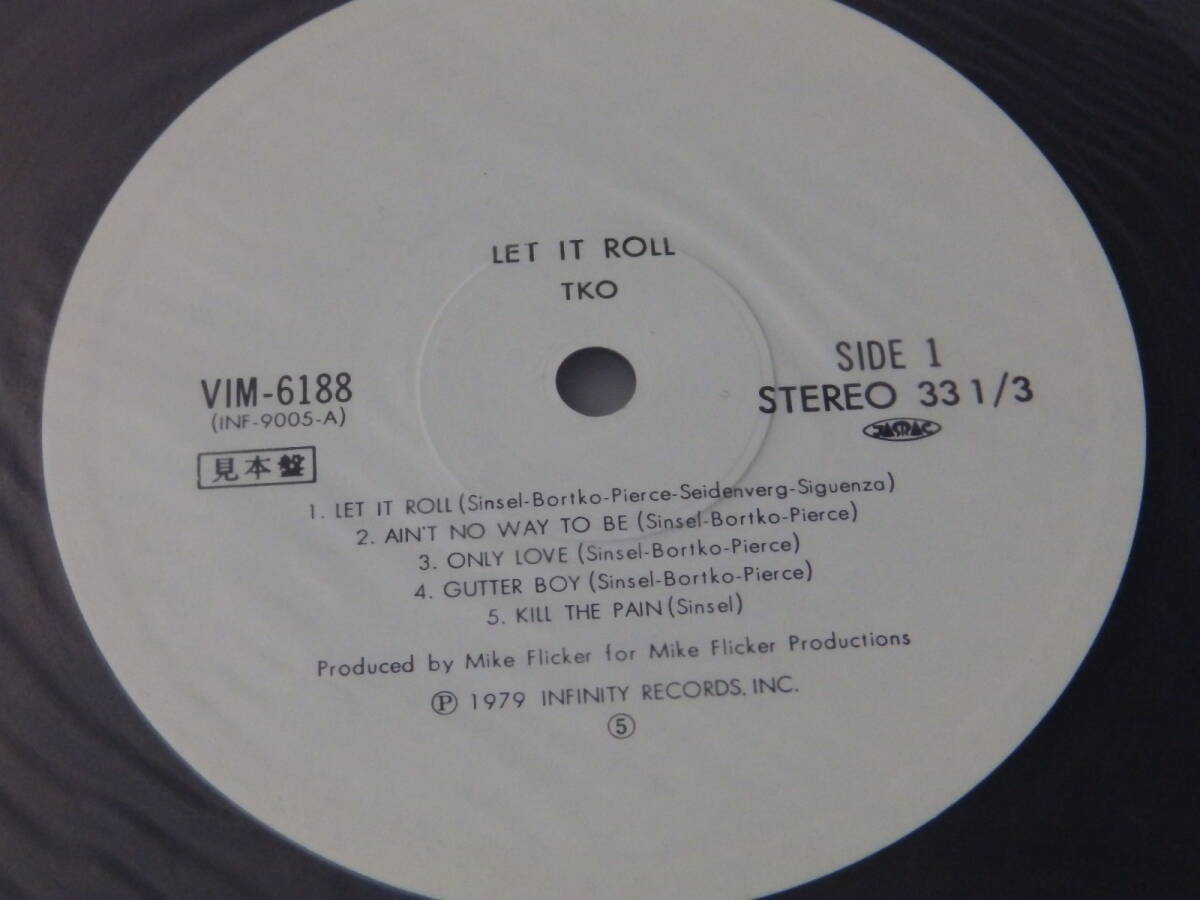 LET IT ROLL
TKO
VIM-6188
(INF-9005-A)
見本盤
SIDE 1
STEREO 33 1/3
JASRAC
1. LET IT ROLL (Sinsel-Bortko-Pierce-Seidenverg-Siguenza)
2. AIN'T NO WAY TO BE (Sinsel-Bortko-Pierce)
3. ONLY LOVE (Sinsel-Bortko-Pierce)
4. GUTTER BOY (Sinsel-Bortko-Pierce)
5. KILL THE PAIN (Sinsel)
Produced by Mike Flicker for Mike Flicker Productions
℗ 1979 INFINITY RECORDS. INC.
⑤